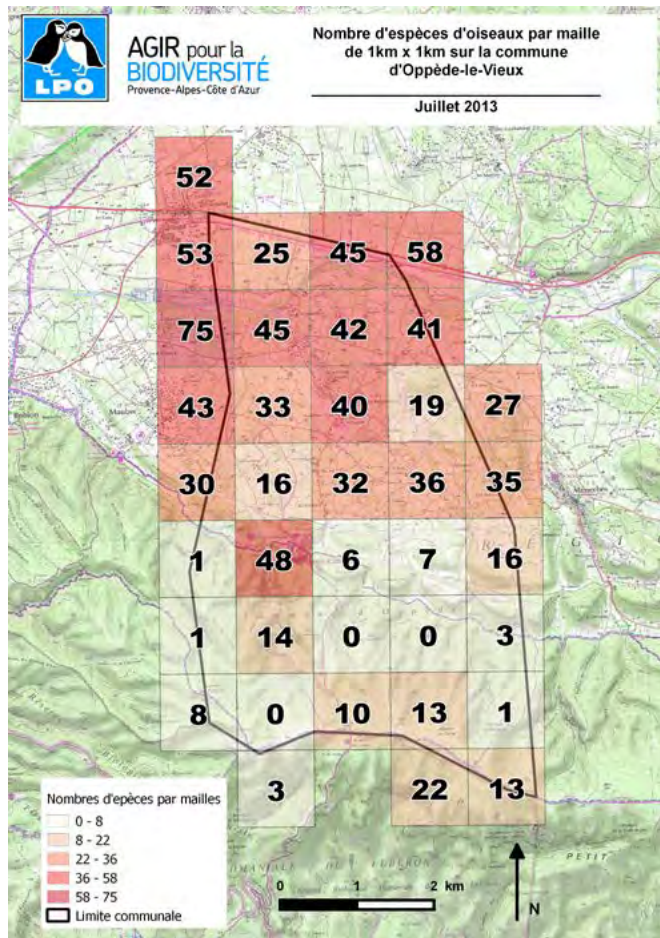 LPO
AGIR pour la
BIODIVERSITÉ
Provence-Alpes-Côte d'Azur
Nombre d'espèces d'oiseaux par maille
de 1km x 1km sur la commune
d'Oppède-le-Vieux
Juillet 2013
52
53 25 45 58
75 45 42 41
43 33 40 19 27
30 16 32 36 35
1 48 6 7 16
1 14 0 0 3
8 0 10 13 1
3 22 13
Nombres d'epèces par mailles
0 - 8
8 - 22
22 - 36
36 - 58
58 - 75
Limite communale
0 1 2 km
N
PETIT